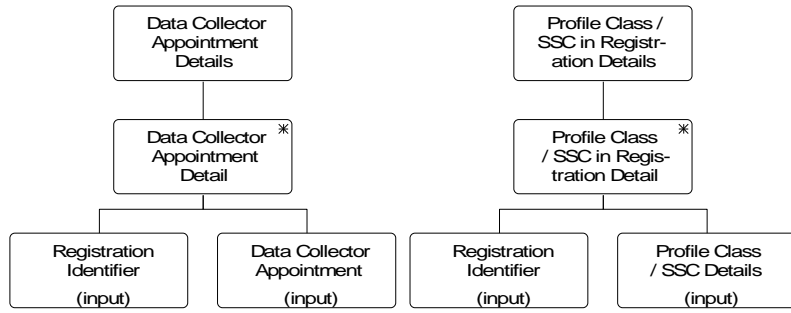 Data Collector
Appointment
Details
Profile Class /
SSC in Registr-
ation Details
Data Collector
Appointment
Detail
*
Profile Class
/ SSC in Regis-
tration Detail
*
Registration
Identifier
(input)
Data Collector
Appointment
(input)
Registration
Identifier
(input)
Profile Class
/ SSC Details
(input)